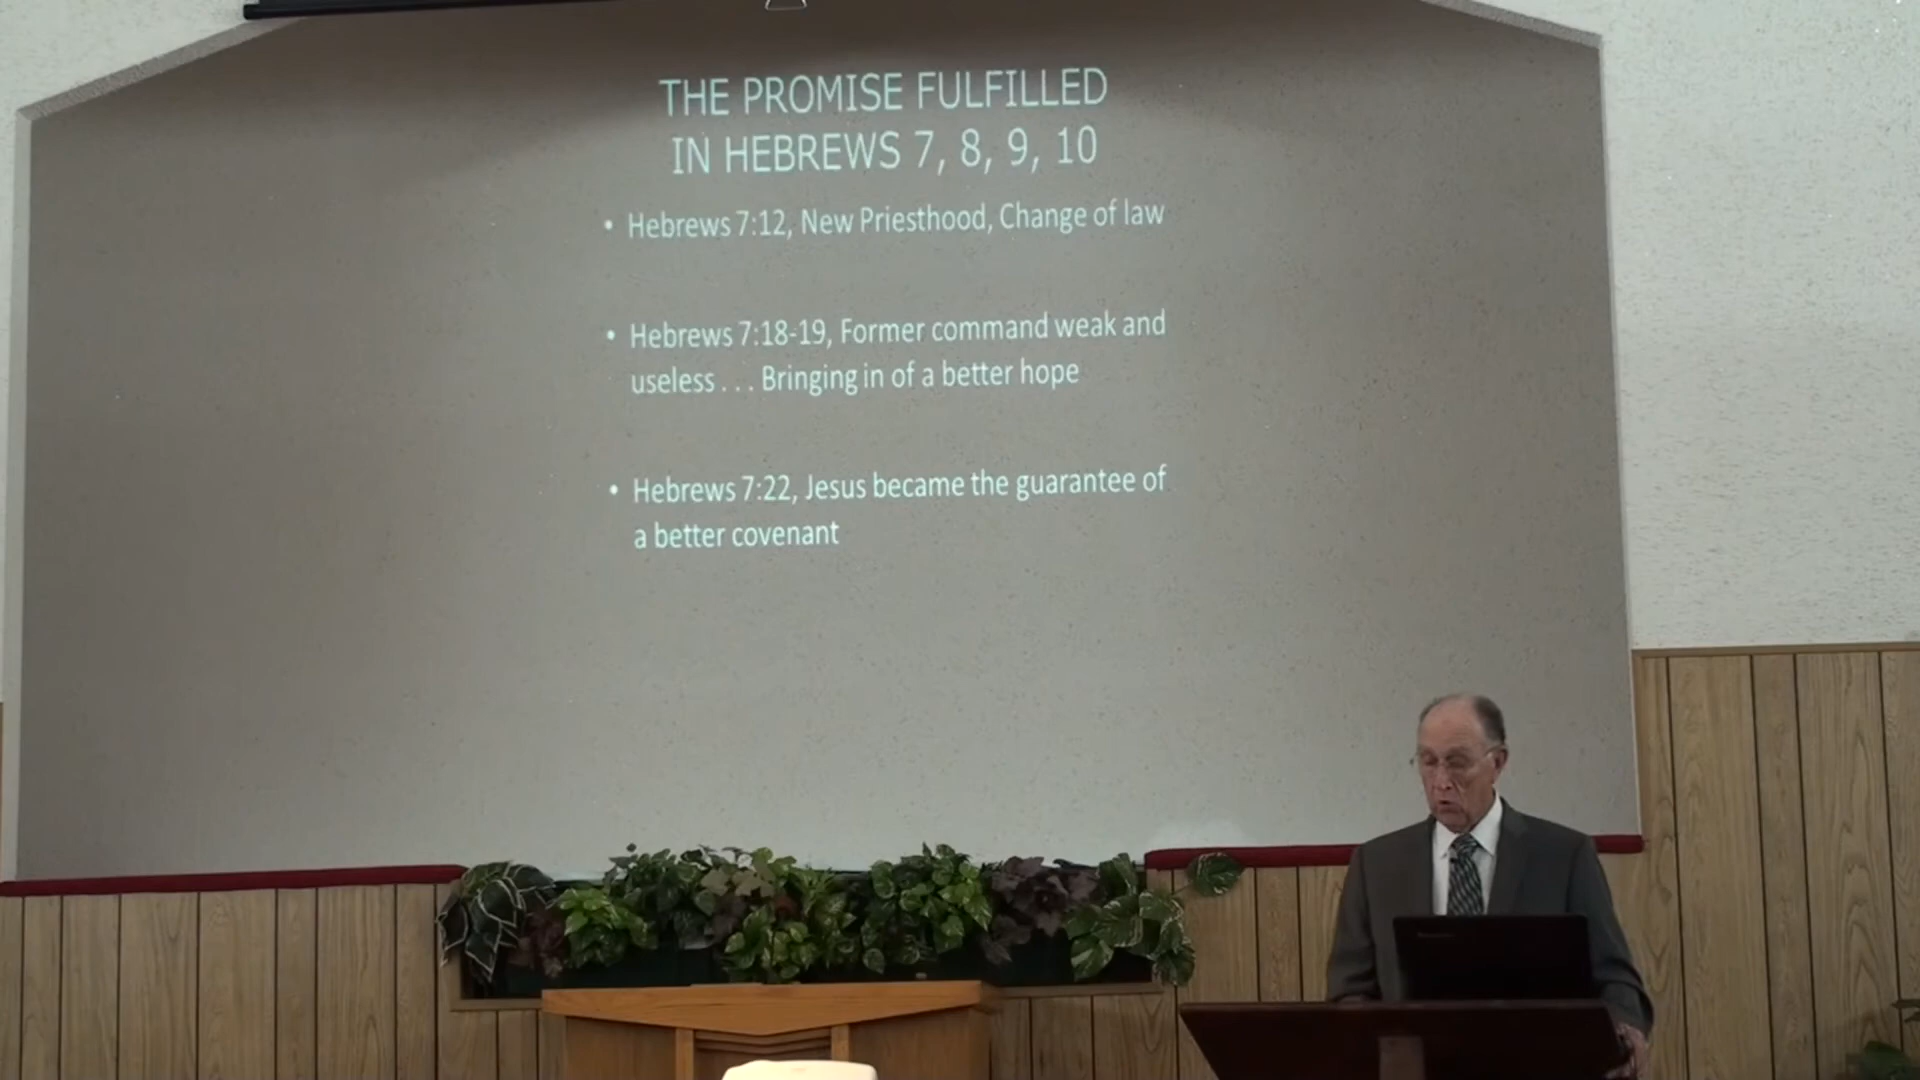 THE PROMISE FULFILLED
IN HEBREWS 7, 8, 9, 10
• Hebrews 7:12, New Priesthood, Change of law
• Hebrews 7:18-19, Former command weak and
useless . . . Bringing in of a better hope
• Hebrews 7:22, Jesus became the guarantee of
a better covenant